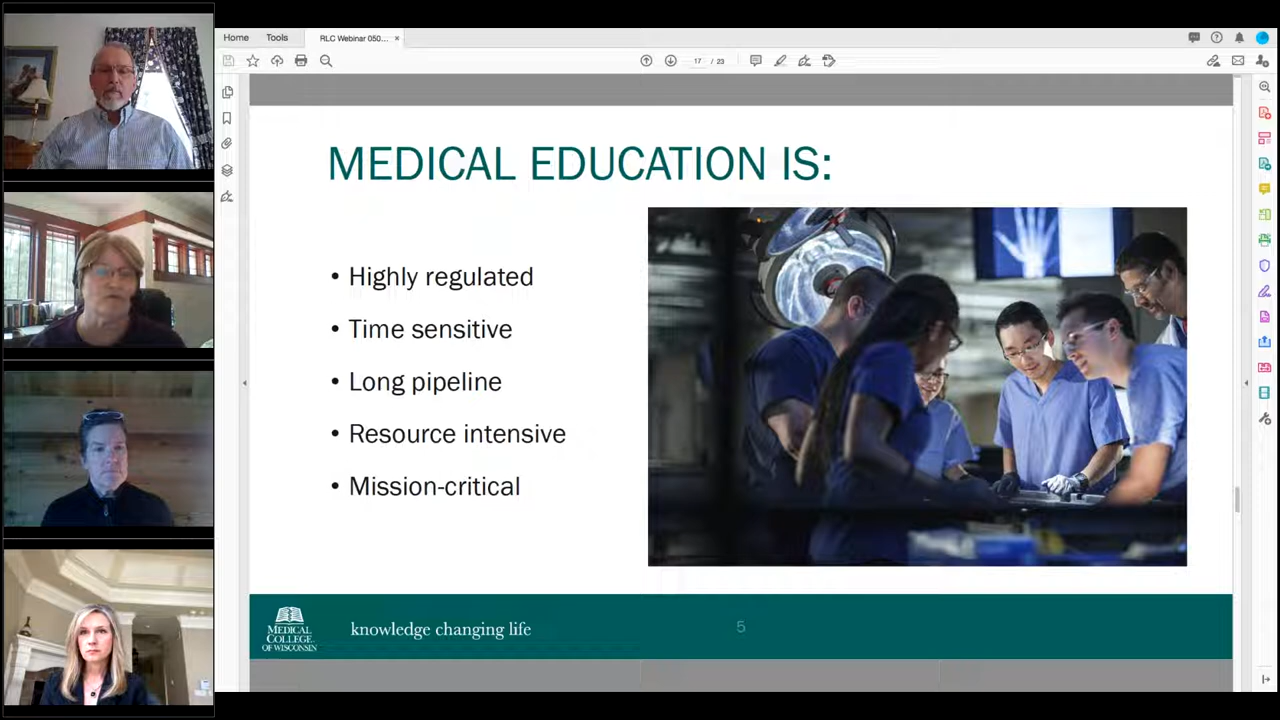 Home
Tools
RLC Webinar 050...
17 / 23
MEDICAL EDUCATION IS:
• Highly regulated
• Time sensitive
• Long pipeline
• Resource intensive
• Mission-critical
MEDICAL
COLLEGE
OF WISCONSIN
knowledge changing life
5